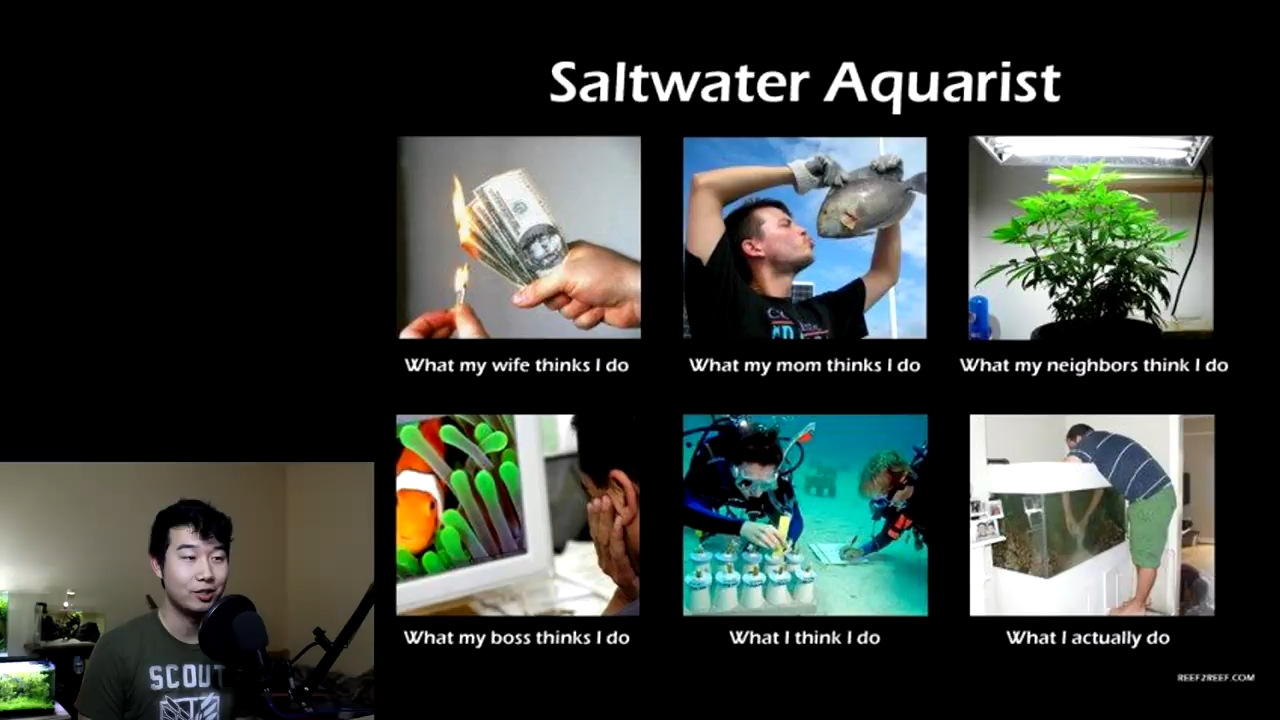 Saltwater Aquarist
What my wife thinks I do
What my mom thinks I do
What my neighbors think I do
What my boss thinks I do
What I think I do
What I actually do
REEF2REEF.COM
SCOUT